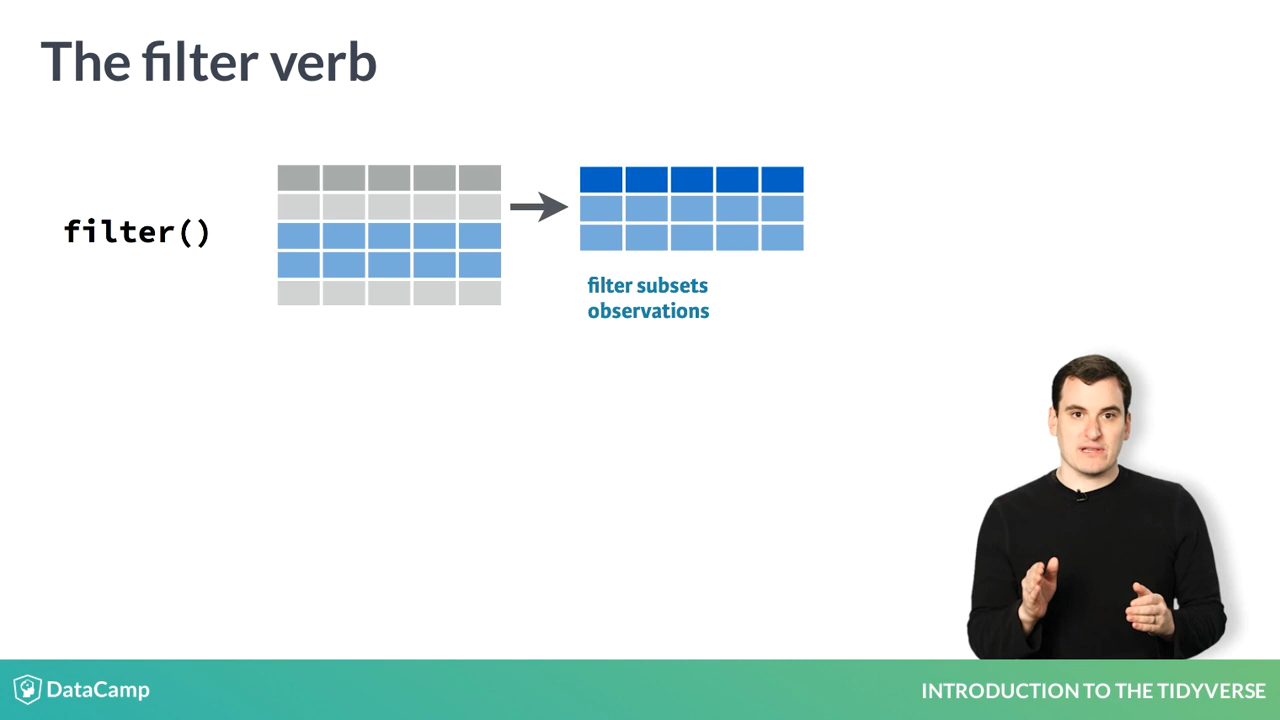 The filter verb
filter()
filter subsets
observations
DataCamp
INTRODUCTION TO THE TIDYVERSE